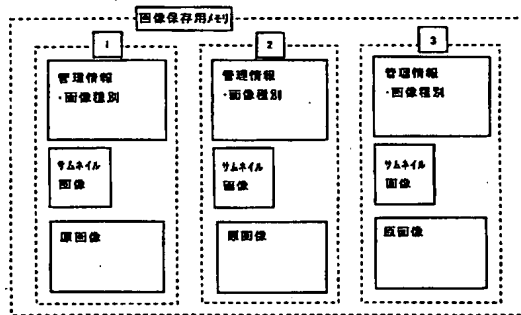 画像保存用メモリ
1
管理情報
・画像種別
サムネイル
画像
原画像
2
管理情報
・画像種別
サムネイル
画像
原画像
3
管理情報
・画像種別
サムネイル
画像
原画像